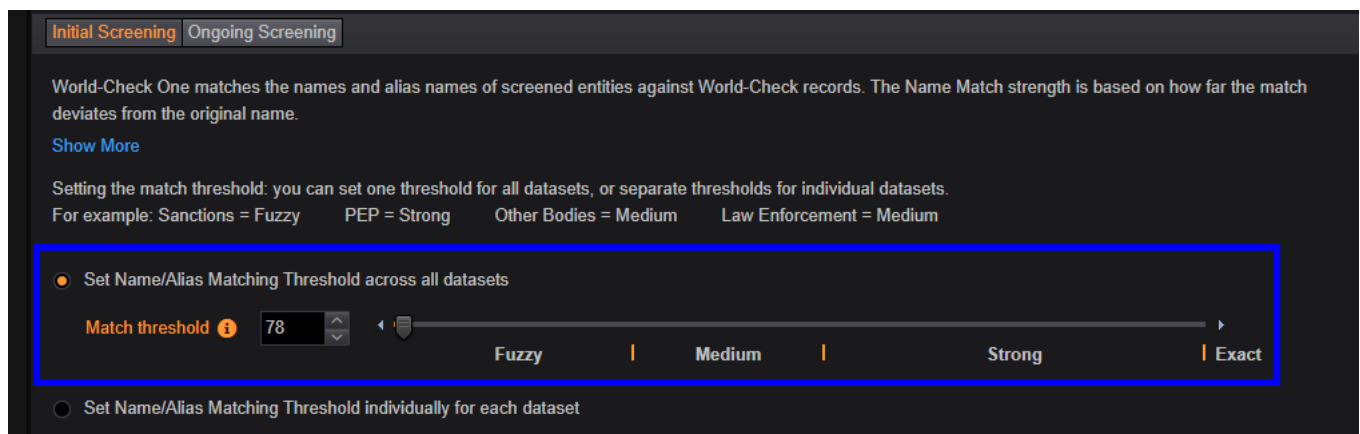 Initial Screening Ongoing Screening
World-Check One matches the names and alias names of screened entities against World-Check records. The Name Match strength is based on how far the match
deviates from the original name.
Show More
Setting the match threshold: you can set one threshold for all datasets, or separate thresholds for individual datasets.
For example: Sanctions = Fuzzy PEP = Strong Other Bodies = Medium Law Enforcement = Medium
Set Name/Alias Matching Threshold across all datasets
Match threshold i 78
Fuzzy Medium Strong Exact
Set Name/Alias Matching Threshold individually for each dataset